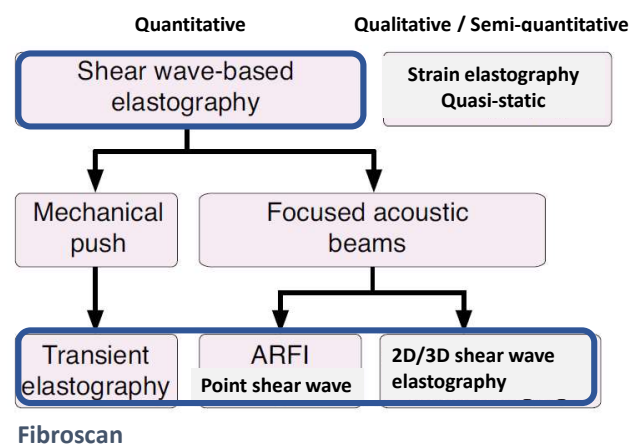 Quantitative
Qualitative / Semi-quantitative
Shear wave-based
elastography
Strain elastography
Quasi-static
Mechanical
push
Focused acoustic
beams
Transient
elastography
ARFI
Point shear wave
2D/3D shear wave
elastography
Fibroscan